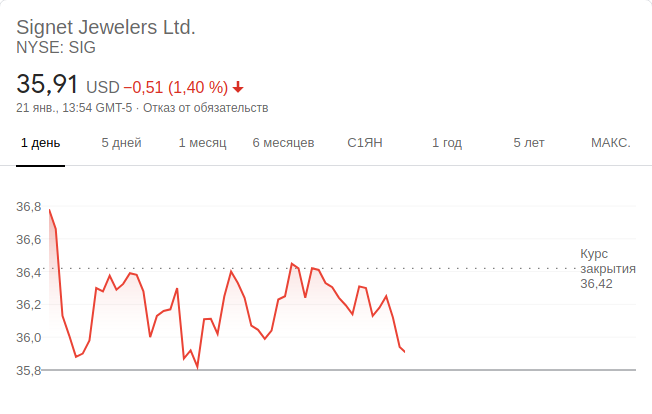 Signet Jewelers Ltd.
NYSE: SIG
35,91 USD −0,51 (1,40 %)
21 янв., 13:54 GMT-5 · Отказ от обязательств
1 день 5 дней 1 месяц 6 месяцев С1ЯН 1 год 5 лет МАКС.
36,8
36,6
Курс
36,4 закрытия
36,42
36,2
36,0
35,8